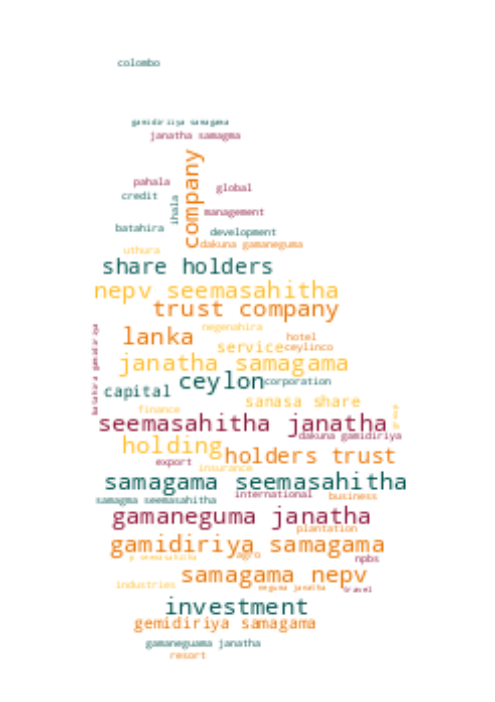 colombo
gamidiriiya samagama
janatha samagma
pahala
global
company
credit
ihala
management
batahira
development
dakuna gamaneguma
uthura
share holders
nepv seemasahitha
trust company
negenahira
lanka
hotel
service
ceylinco
batahira gamidiriya
janatha samagama
ceylon
corporation
capital
sanasa share
finance
group
seemasahitha janatha
dakuna gamidiriya
holding
holders trust
export
insurance
samagama seemasahitha
international
business
samagma seemasahitha
gamaneguma janatha
plantation
gamidiriya samagama
agro
p seemasahitha
npbs
samagama nepv
industries
neguma janatha
travel
investment
gemidiriya samagama
gamaneguama janatha
resort